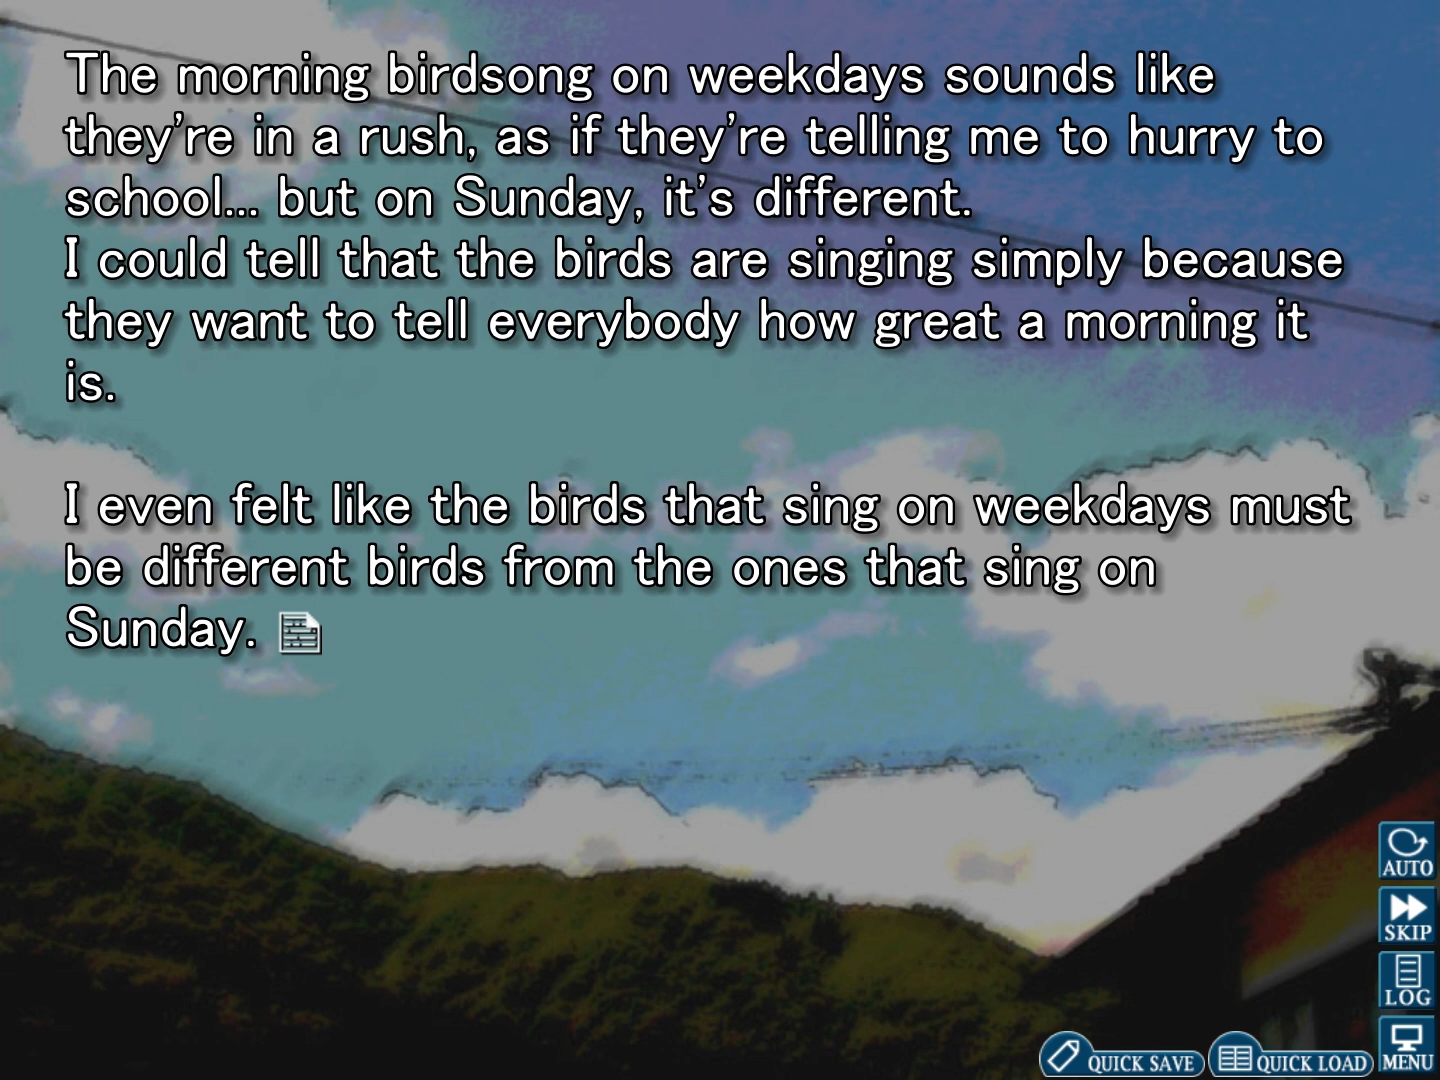 The morning birdsong on weekdays sounds like
they're in a rush, as if they're telling me to hurry to
school... but on Sunday, it's different.
I could tell that the birds are singing simply because
they want to tell everybody how great a morning it
is.
I even felt like the birds that sing on weekdays must
be different birds from the ones that sing on
Sunday.
AUTO
SKIP
LOG
MENU
QUICK SAVE
QUICK LOAD